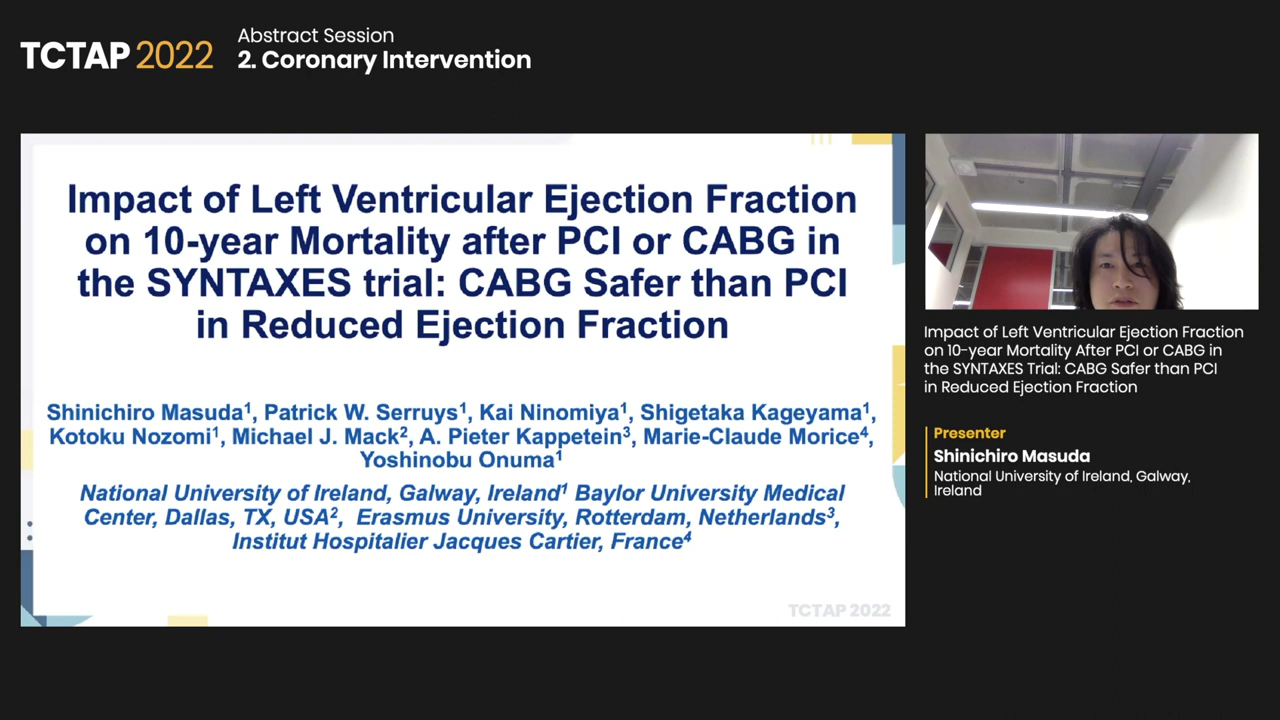 TCTAP 2022
Abstract Session
2. Coronary Intervention
Impact of Left Ventricular Ejection Fraction
on 10-year Mortality after PCI or CABG in
the SYNTAXES trial: CABG Safer than PCI
in Reduced Ejection Fraction
Shinichiro Masuda¹, Patrick W. Serruys¹, Kai Ninomiya¹, Shigetaka Kageyama¹,
Kotoku Nozomi¹, Michael J. Mack², A. Pieter Kappetein³, Marie-Claude Morice⁴,
Yoshinobu Onuma¹
National University of Ireland, Galway, Ireland¹ Baylor University Medical
Center, Dallas, TX, USA², Erasmus University, Rotterdam, Netherlands³,
Institut Hospitalier Jacques Cartier, France⁴
TCTAP 2022
Impact of Left Ventricular Ejection Fraction
on 10-year Mortality After PCI or CABG in
the SYNTAXES Trial: CABG Safer than PCI
in Reduced Ejection Fraction
Presenter
Shinichiro Masuda
National University of Ireland, Galway,
Ireland